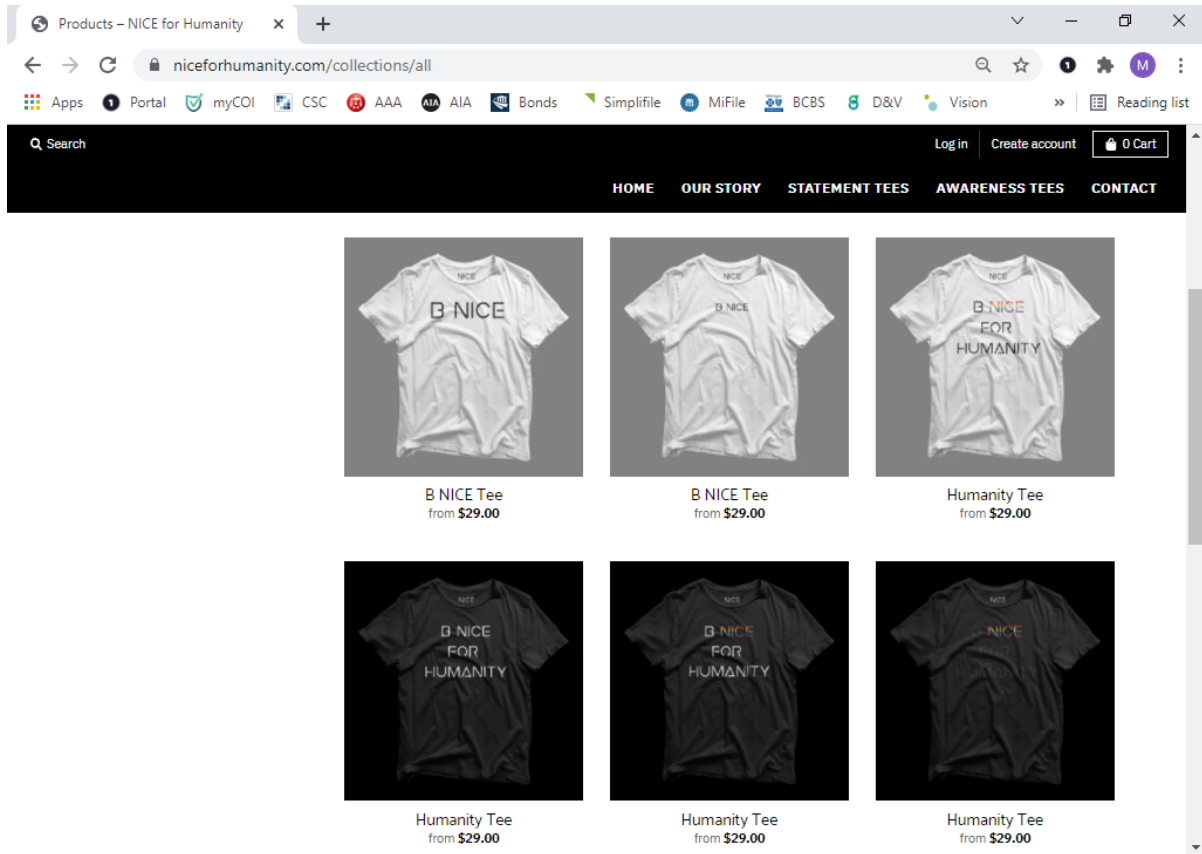 Products – NICE for Humanity
niceforhumanity.com/collections/all
M
Apps Portal myCOI CSC AAA AIA AIA Bonds Simplifile MiFile BCBS D&V Vision » Reading list
Search
Log in Create account 0 Cart
HOME OUR STORY STATEMENT TEES AWARENESS TEES CONTACT
NICE
B NICE
NICE
B NICE
NICE
B NICE
FOR
HUMANITY
B NICE Tee
from $29.00
B NICE Tee
from $29.00
Humanity Tee
from $29.00
NICE
B NICE
FOR
HUMANITY
NICE
B NICE
FOR
HUMANITY
NICE
B NICE
FOR
HUMANITY
Humanity Tee
from $29.00
Humanity Tee
from $29.00
Humanity Tee
from $29.00